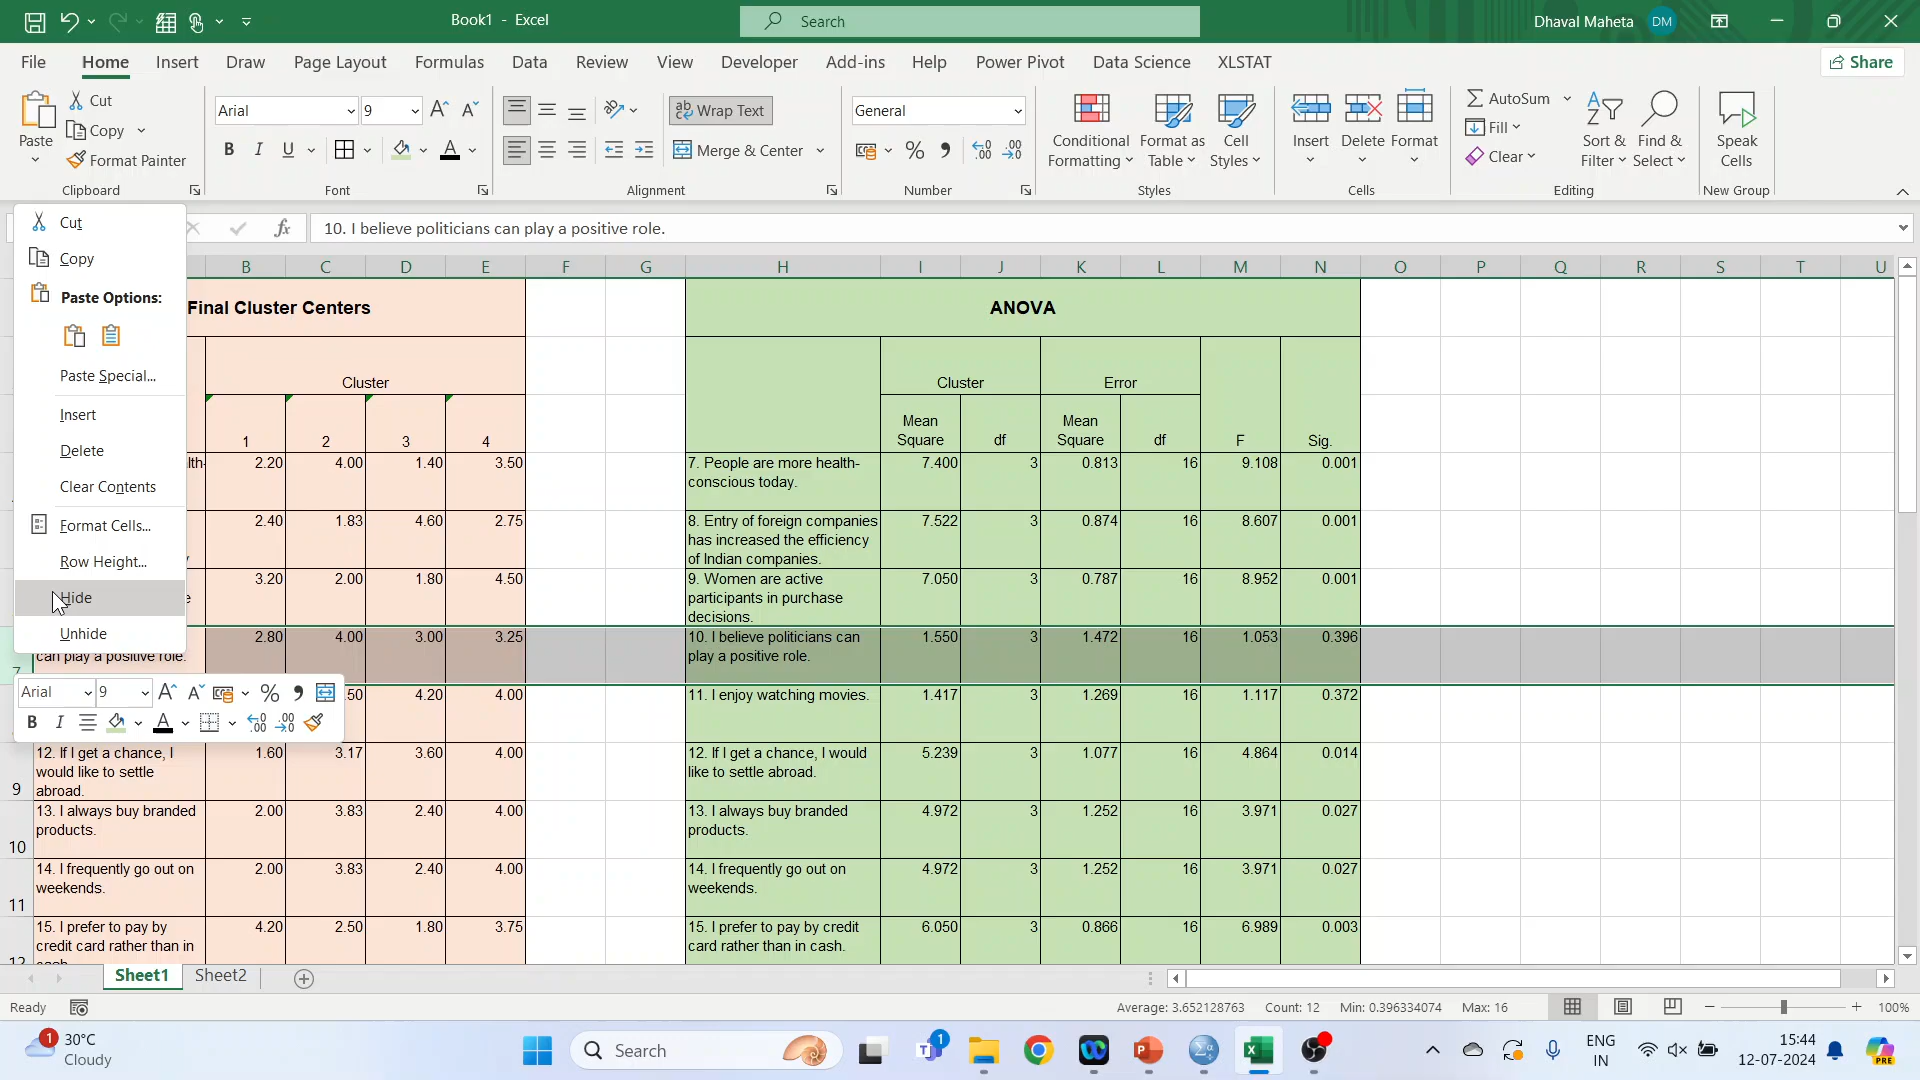 Book1 - Excel
Search
Dhaval Maheta DM
File Home Insert Draw Page Layout Formulas Data Review View Developer Add-ins Help Power Pivot Data Science XLSTAT Share
Paste
Cut
Copy
Format Painter
Clipboard
Arial 9
B I U
Font
Wrap Text
Merge & Center
Alignment
General
Number
Conditional Formatting
Format as Table
Cell Styles
Styles
Insert Delete Format
Cells
AutoSum
Fill
Clear
Sort & Filter
Find & Select
Editing
Speak Cells
New Group
fx 10. I believe politicians can play a positive role.
B C D E F G H I J K L M N O P Q R S T U
Cut
Copy
Paste Options:
Paste Special...
Insert
Delete
Clear Contents
Format Cells...
Row Height...
Hide
Unhide
Arial 9
B I
Final Cluster Centers
Cluster
1 2 3 4
lth- 2.20 4.00 1.40 3.50
2.40 1.83 4.60 2.75
3.20 2.00 1.80 4.50
can play a positive role. 2.80 4.00 3.00 3.25
7
.50 4.20 4.00
9 12. If I get a chance, I would like to settle abroad. 1.60 3.17 3.60 4.00
10 13. I always buy branded products. 2.00 3.83 2.40 4.00
11 14. I frequently go out on weekends. 2.00 3.83 2.40 4.00
12 15. I prefer to pay by credit card rather than in cash. 4.20 2.50 1.80 3.75
ANOVA
Cluster Error F Sig.
Mean Square df Mean Square df
7. People are more health-conscious today. 7.400 3 0.813 16 9.108 0.001
8. Entry of foreign companies has increased the efficiency of Indian companies. 7.522 3 0.874 16 8.607 0.001
9. Women are active participants in purchase decisions. 7.050 3 0.787 16 8.952 0.001
10. I believe politicians can play a positive role. 1.550 3 1.472 16 1.053 0.396
11. I enjoy watching movies. 1.417 3 1.269 16 1.117 0.372
12. If I get a chance, I would like to settle abroad. 5.239 3 1.077 16 4.864 0.014
13. I always buy branded products. 4.972 3 1.252 16 3.971 0.027
14. I frequently go out on weekends. 4.972 3 1.252 16 3.971 0.027
15. I prefer to pay by credit card rather than in cash. 6.050 3 0.866 16 6.989 0.003
Sheet1 Sheet2
Ready
Average: 3.652128763 Count: 12 Min: 0.396334074 Max: 16 100%
1 30°C
Cloudy
Search
1
ENG
IN
15:44
12-07-2024
PRE